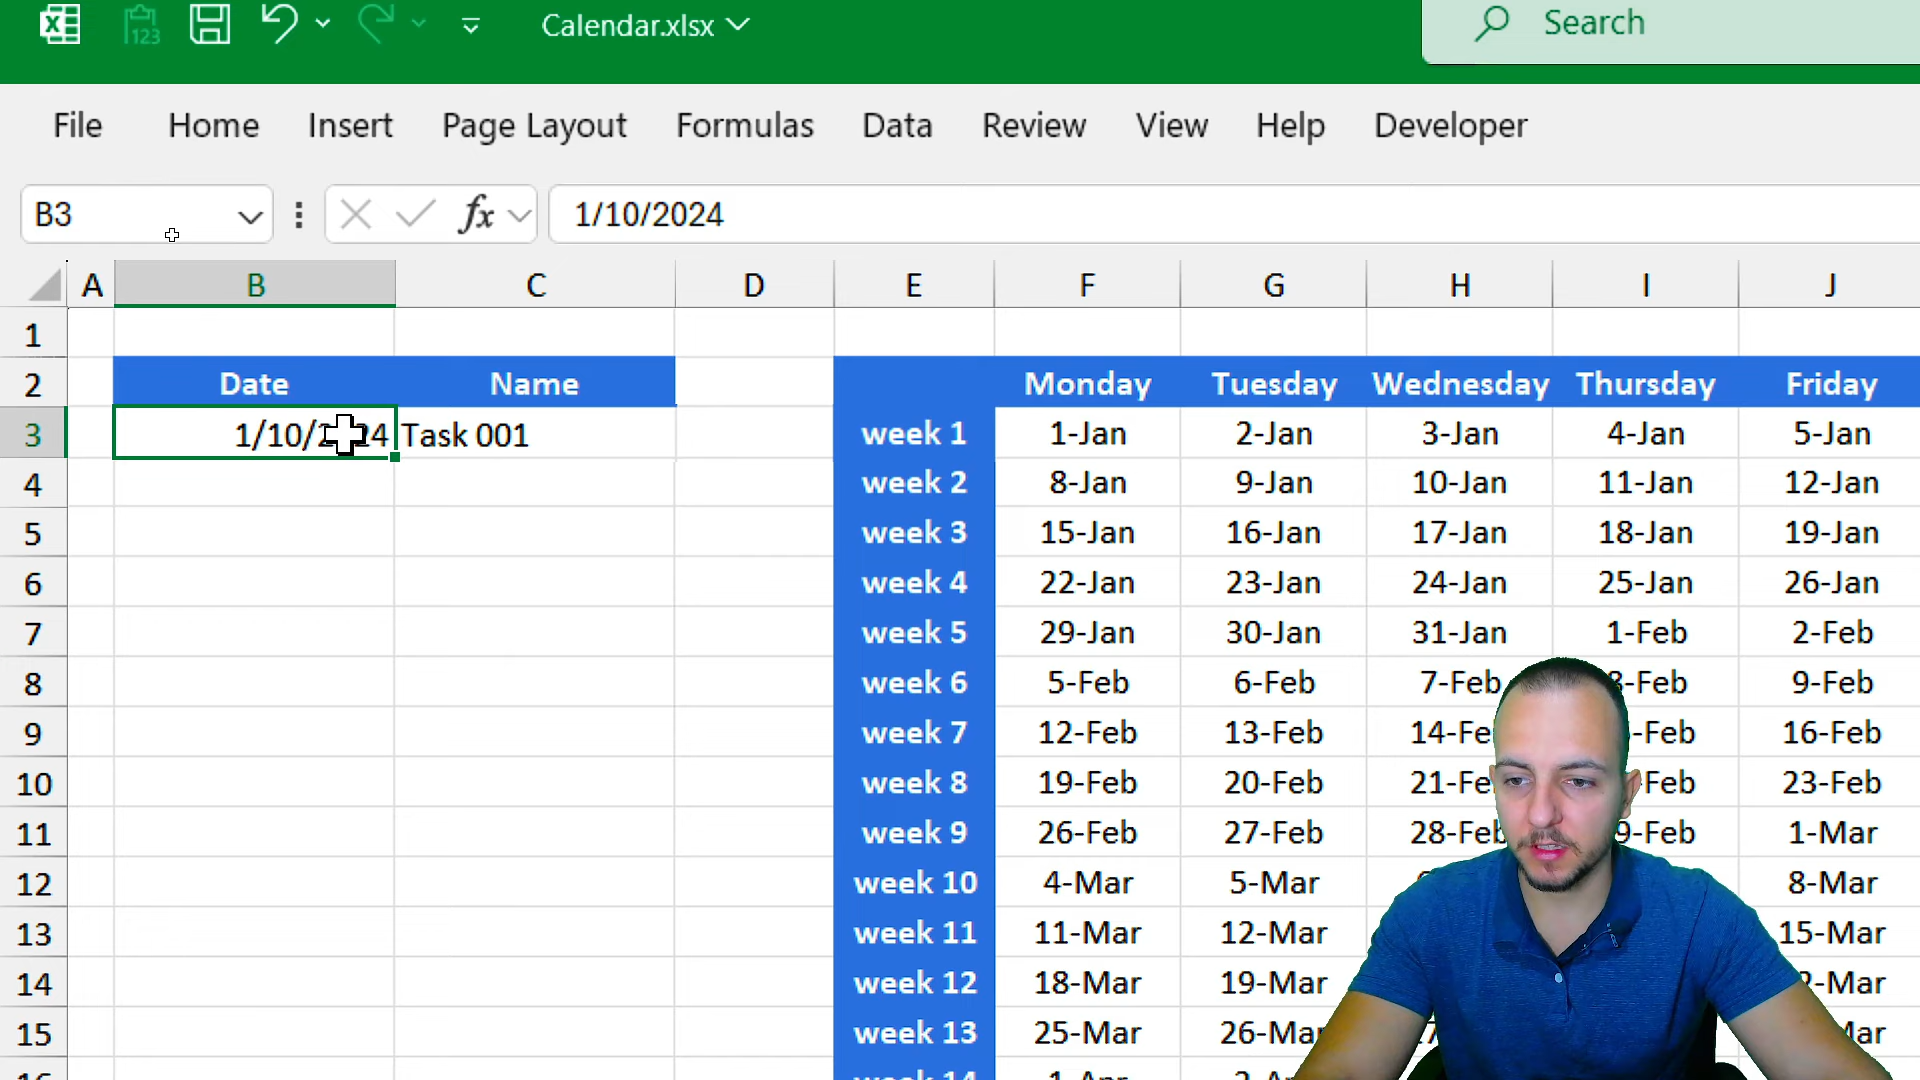 123
Calendar.xlsx
Search
File Home Insert Page Layout Formulas Data Review View Help Developer
B3 fx 1/10/2024
A B C D E F G H I J
1
2 Date Name Monday Tuesday Wednesday Thursday Friday
3 Task 001 week 1 1-Jan 2-Jan 3-Jan 4-Jan 5-Jan
4 week 2 8-Jan 9-Jan 10-Jan 11-Jan 12-Jan
5 week 3 15-Jan 16-Jan 17-Jan 18-Jan 19-Jan
6 week 4 22-Jan 23-Jan 24-Jan 25-Jan 26-Jan
7 week 5 29-Jan 30-Jan 31-Jan 1-Feb 2-Feb
8 week 6 5-Feb 6-Feb 7-Feb 9-Feb
9 week 7 12-Feb 13-Feb 16-Feb
10 week 8 19-Feb 20-Feb 23-Feb
11 week 9 26-Feb 27-Feb 28-Feb 1-Mar
12 week 10 4-Mar 5-Mar 8-Mar
13 week 11 11-Mar 12-Mar 15-Mar
14 week 12 18-Mar 19-Mar
15 week 13 25-Mar 26-Mar